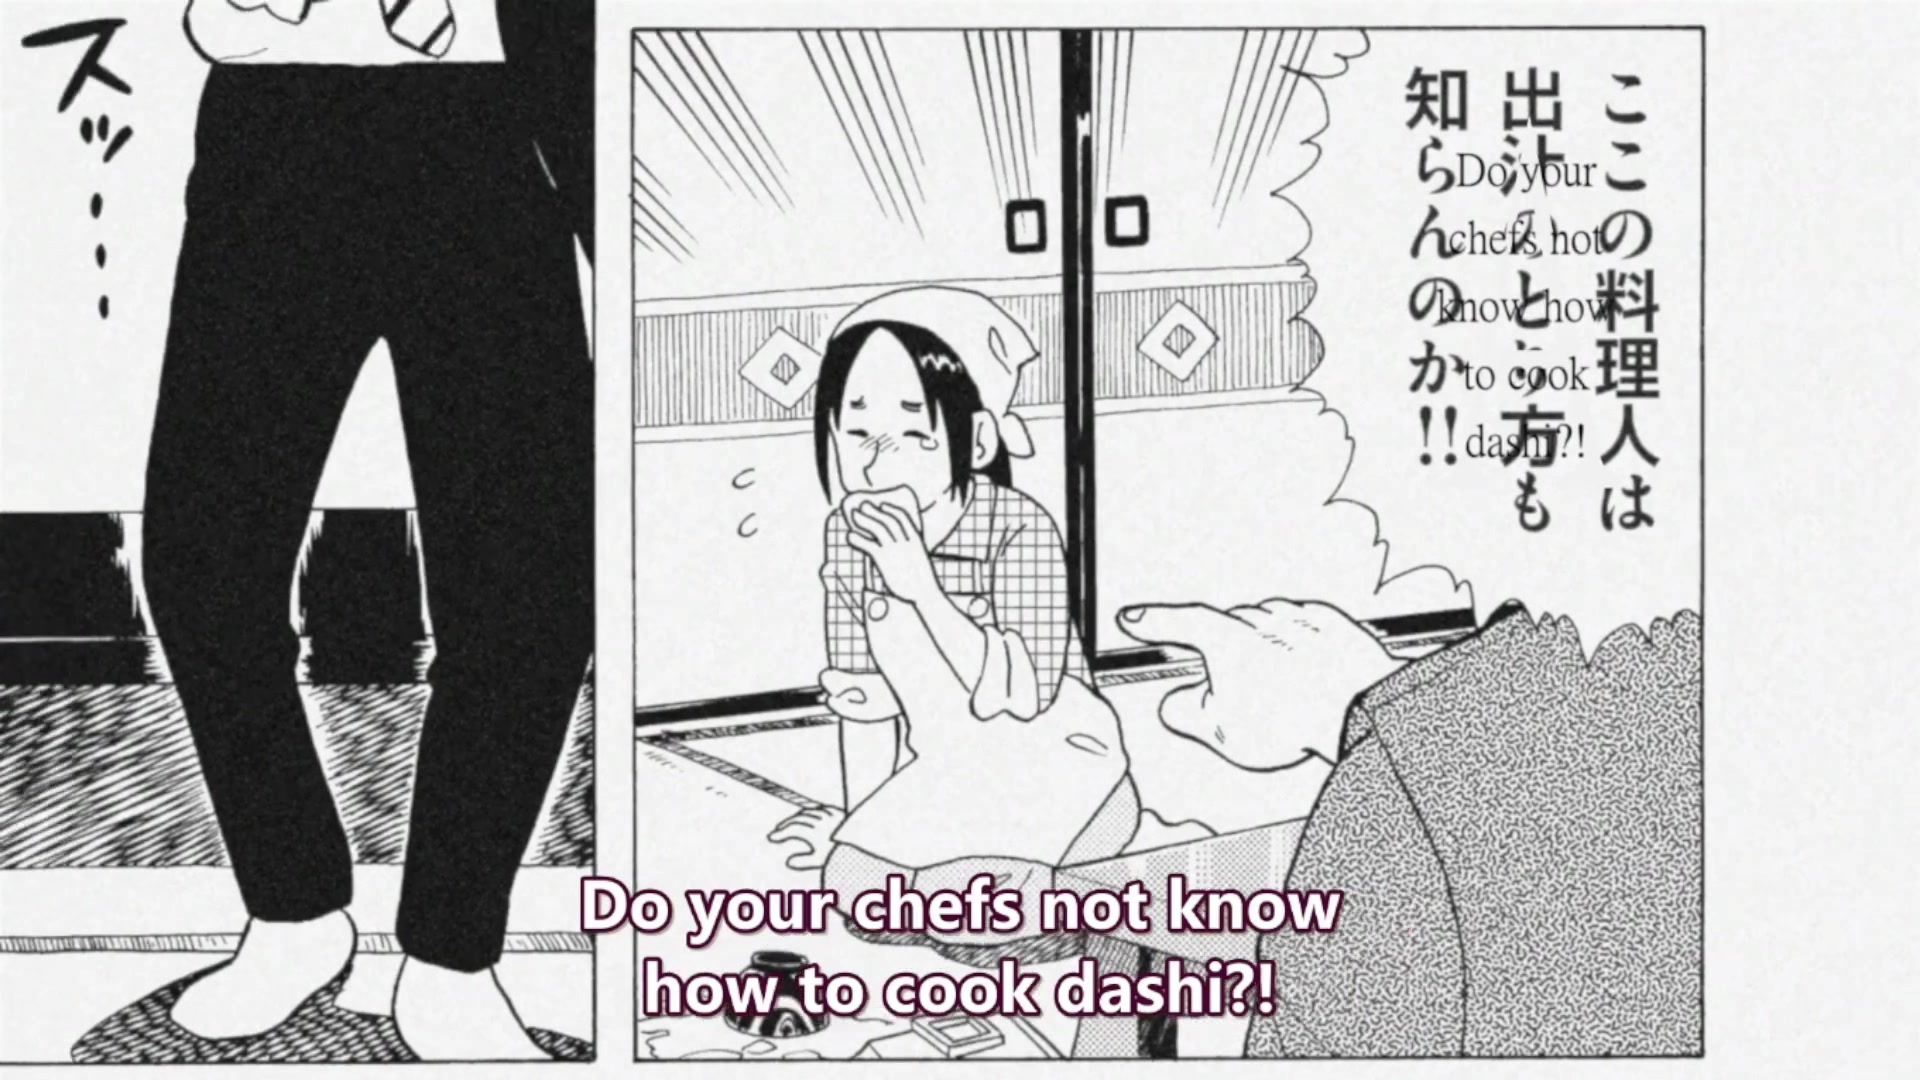 スッ・・・・
ここの料理人は
出汁のとり方も
知らんのか!!
Do your
chefs not
know how
to cook
dashi?!
Do your chefs not know
how to cook dashi?!